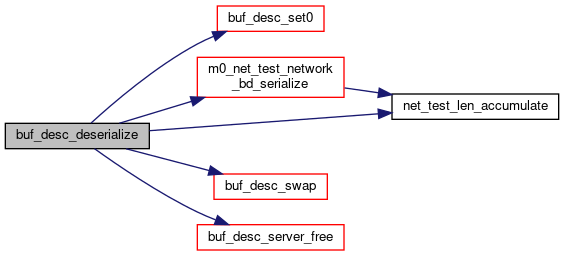 buf_desc_set0
m0_net_test_network
_bd_serialize
net_test_len_accumulate
buf_desc_deserialize
buf_desc_swap
buf_desc_server_free